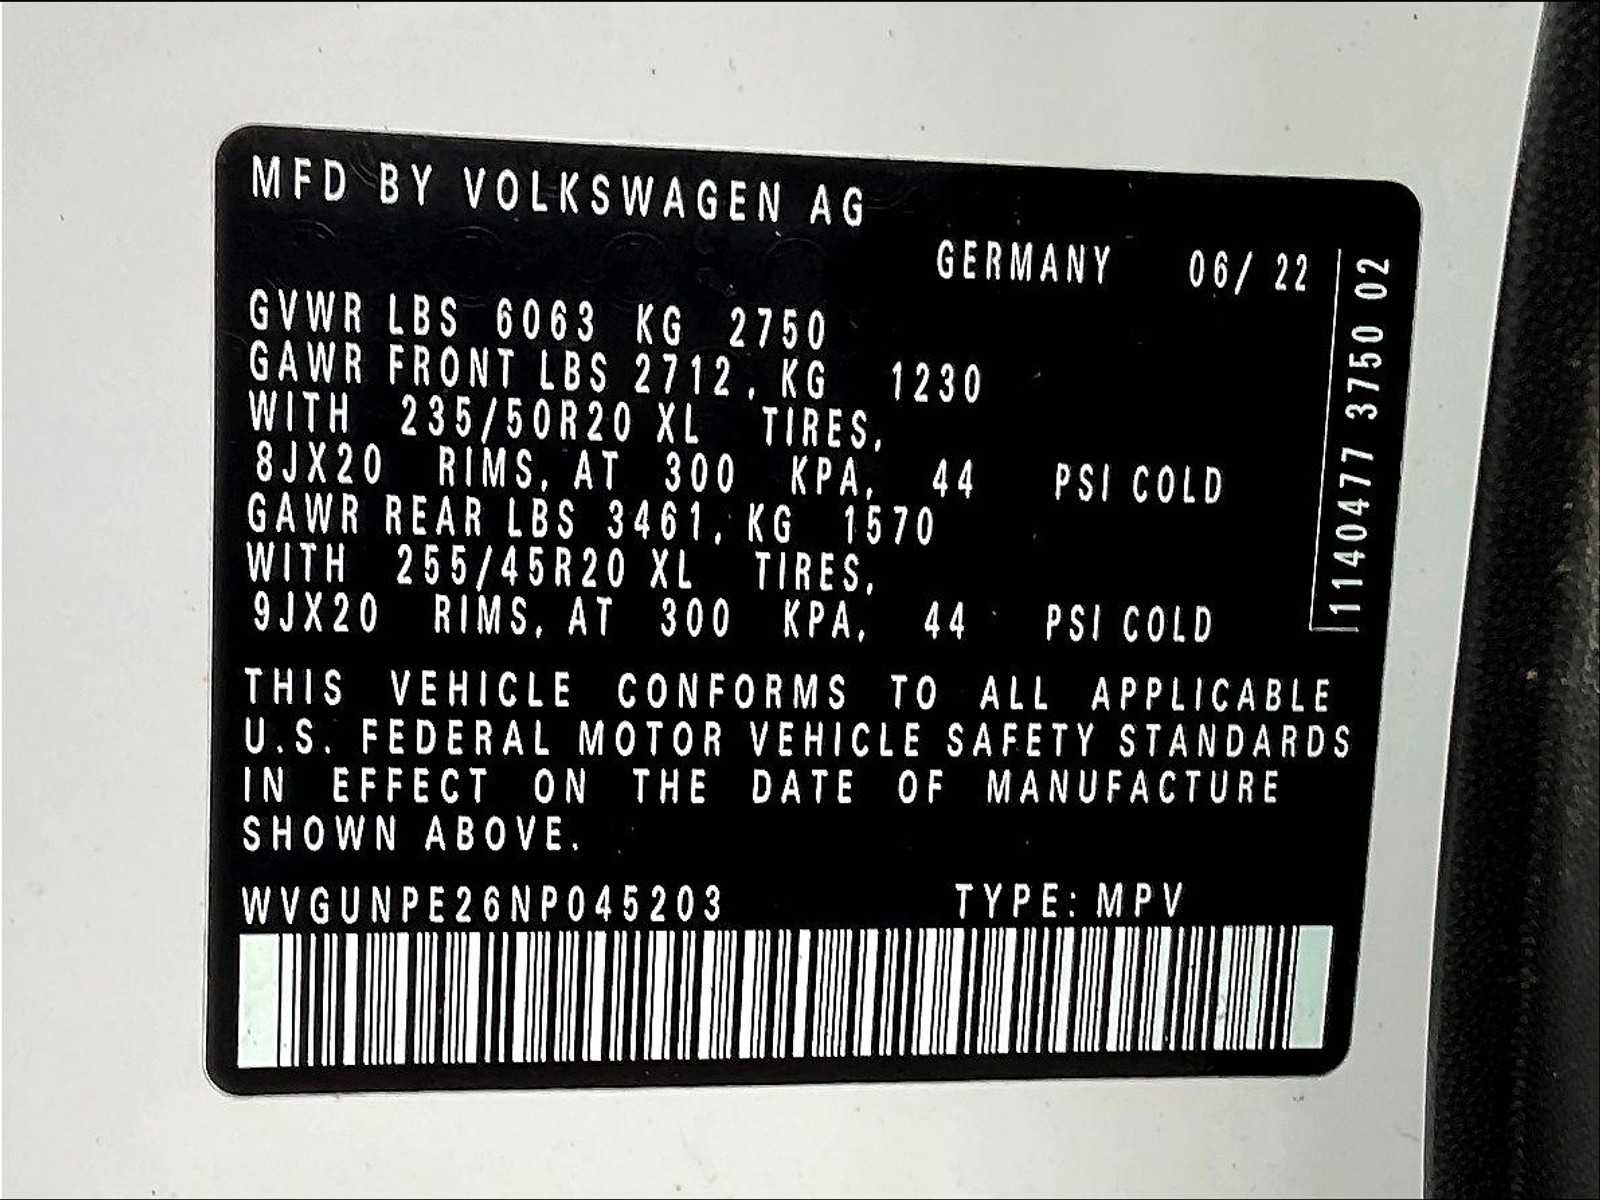 MFD BY VOLKSWAGEN AG
GERMANY 06/ 22
GVWR LBS 6063 KG 2750
GAWR FRONT LBS 2712, KG 1230
WITH 235/50R20 XL TIRES,
8JX20 RIMS, AT 300 KPA, 44 PSI COLD
GAWR REAR LBS 3461, KG 1570
WITH 255/45R20 XL TIRES,
9JX20 RIMS, AT 300 KPA, 44 PSI COLD
THIS VEHICLE CONFORMS TO ALL APPLICABLE
U.S. FEDERAL MOTOR VEHICLE SAFETY STANDARDS
IN EFFECT ON THE DATE OF MANUFACTURE
SHOWN ABOVE.
WVGUNPE26NP045203 TYPE: MPV
1140477 3750 02